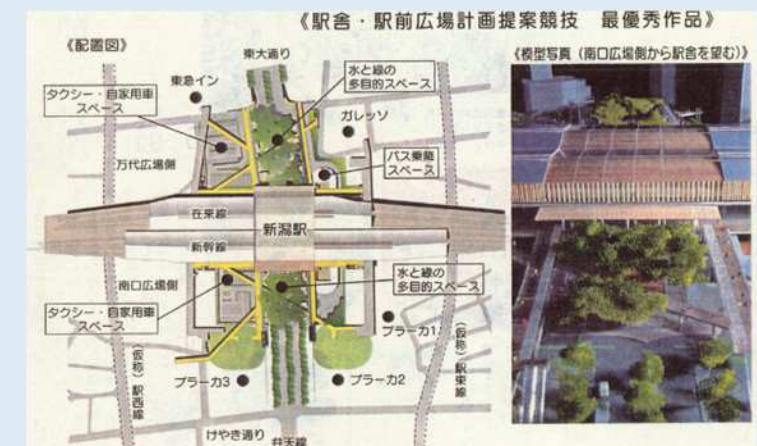 《駅舎・駅前広場計画提案競技　最優秀作品》
《配置図》
《模型写真（南口広場側から駅舎を望む）》
東大通り
東急イン
水と緑の
多目的スペース
タクシー・自家用車
スペース
ガレッソ
万代広場側
バス乗降
スペース
在来線
新潟駅
新幹線
南口広場側
水と緑の
多目的スペース
タクシー・自家用車
スペース
プラーカ1
（仮称）駅西線
（仮称）駅東線
プラーカ3
プラーカ2
けやき通り
弁天線